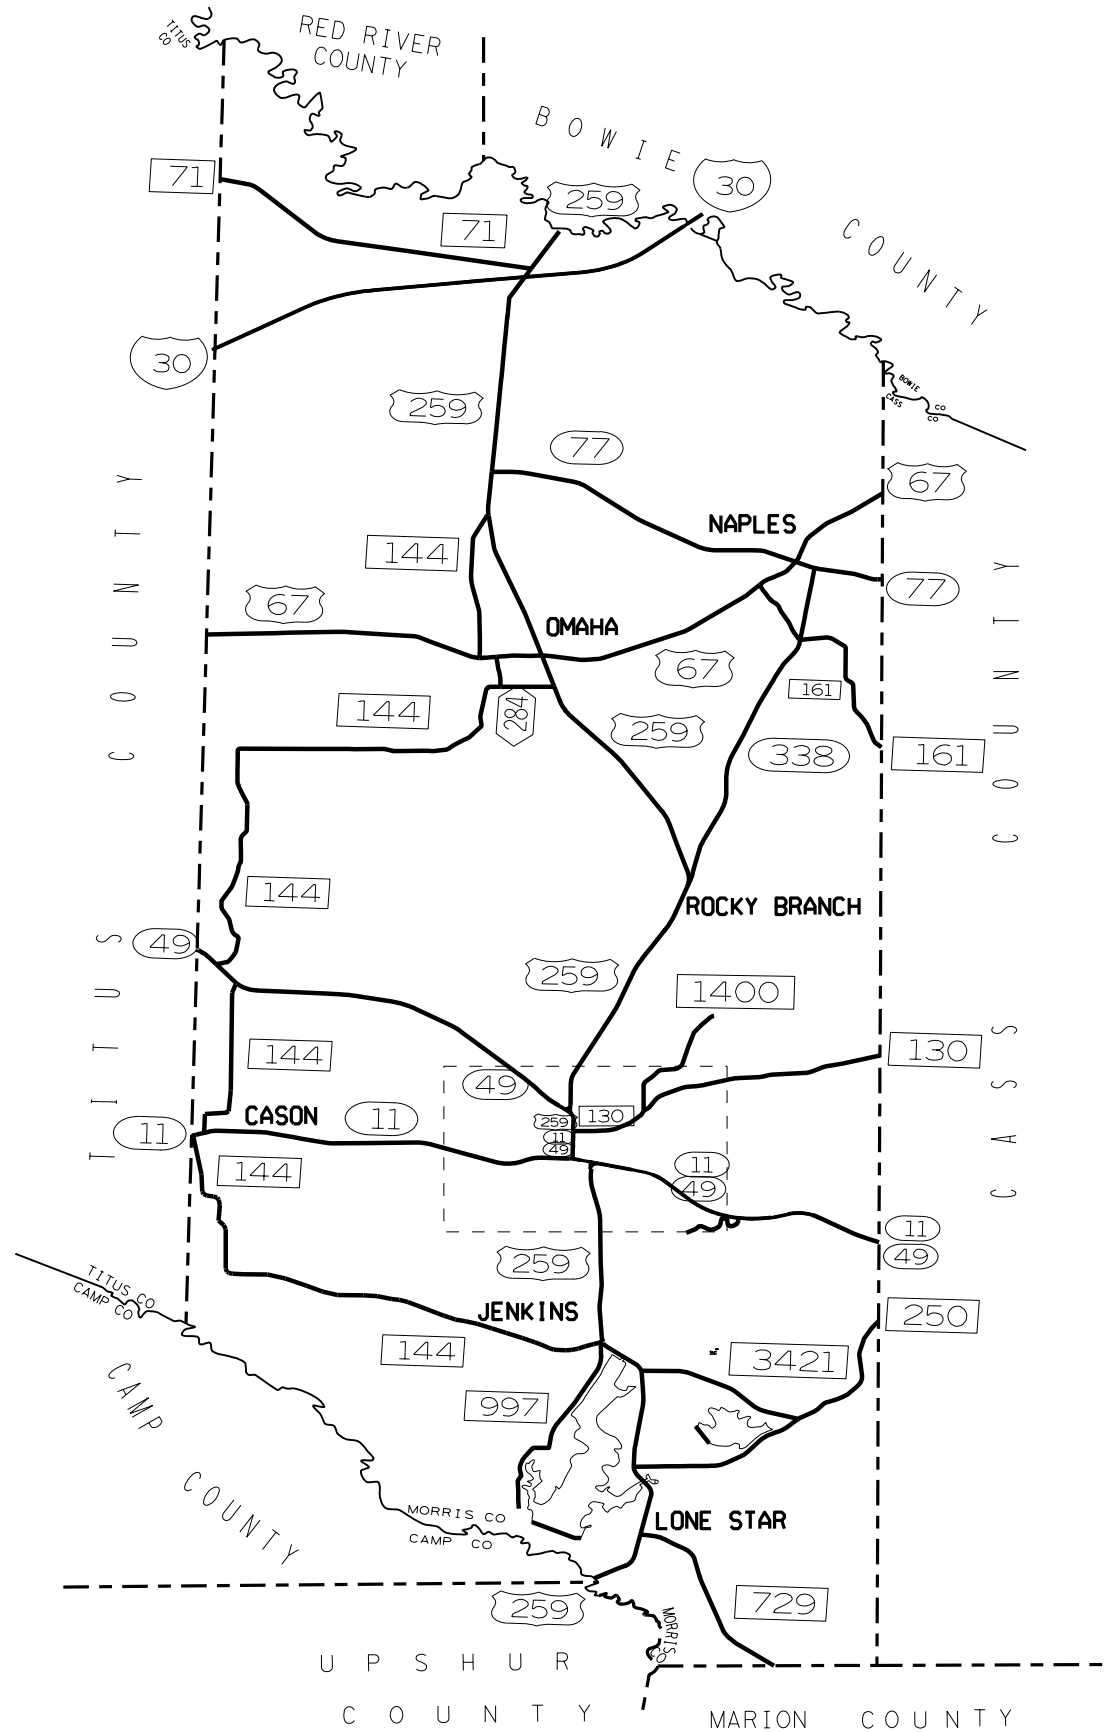 TITUS
CO
RED RIVER
COUNTY
BOWIE
COUNTY
71
259
30
71
30
259
77
BOWIE CO
CASS CO
67
NAPLES
144
77
67
OMAHA
67
161
144
284
259
338
161
COUNTY
COUNTY
144
ROCKY BRANCH
49
259
1400
TITUS
CASS
144
130
49
259
130
11
49
CASON
11
11
144
11
49
11
49
259
TITUS CO
CAMP CO
JENKINS
250
144
3421
997
CAMP
COUNTY
MORRIS CO
CAMP CO
LONE STAR
259
729
MORRIS
CO
UPSHUR
COUNTY
MARION COUNTY